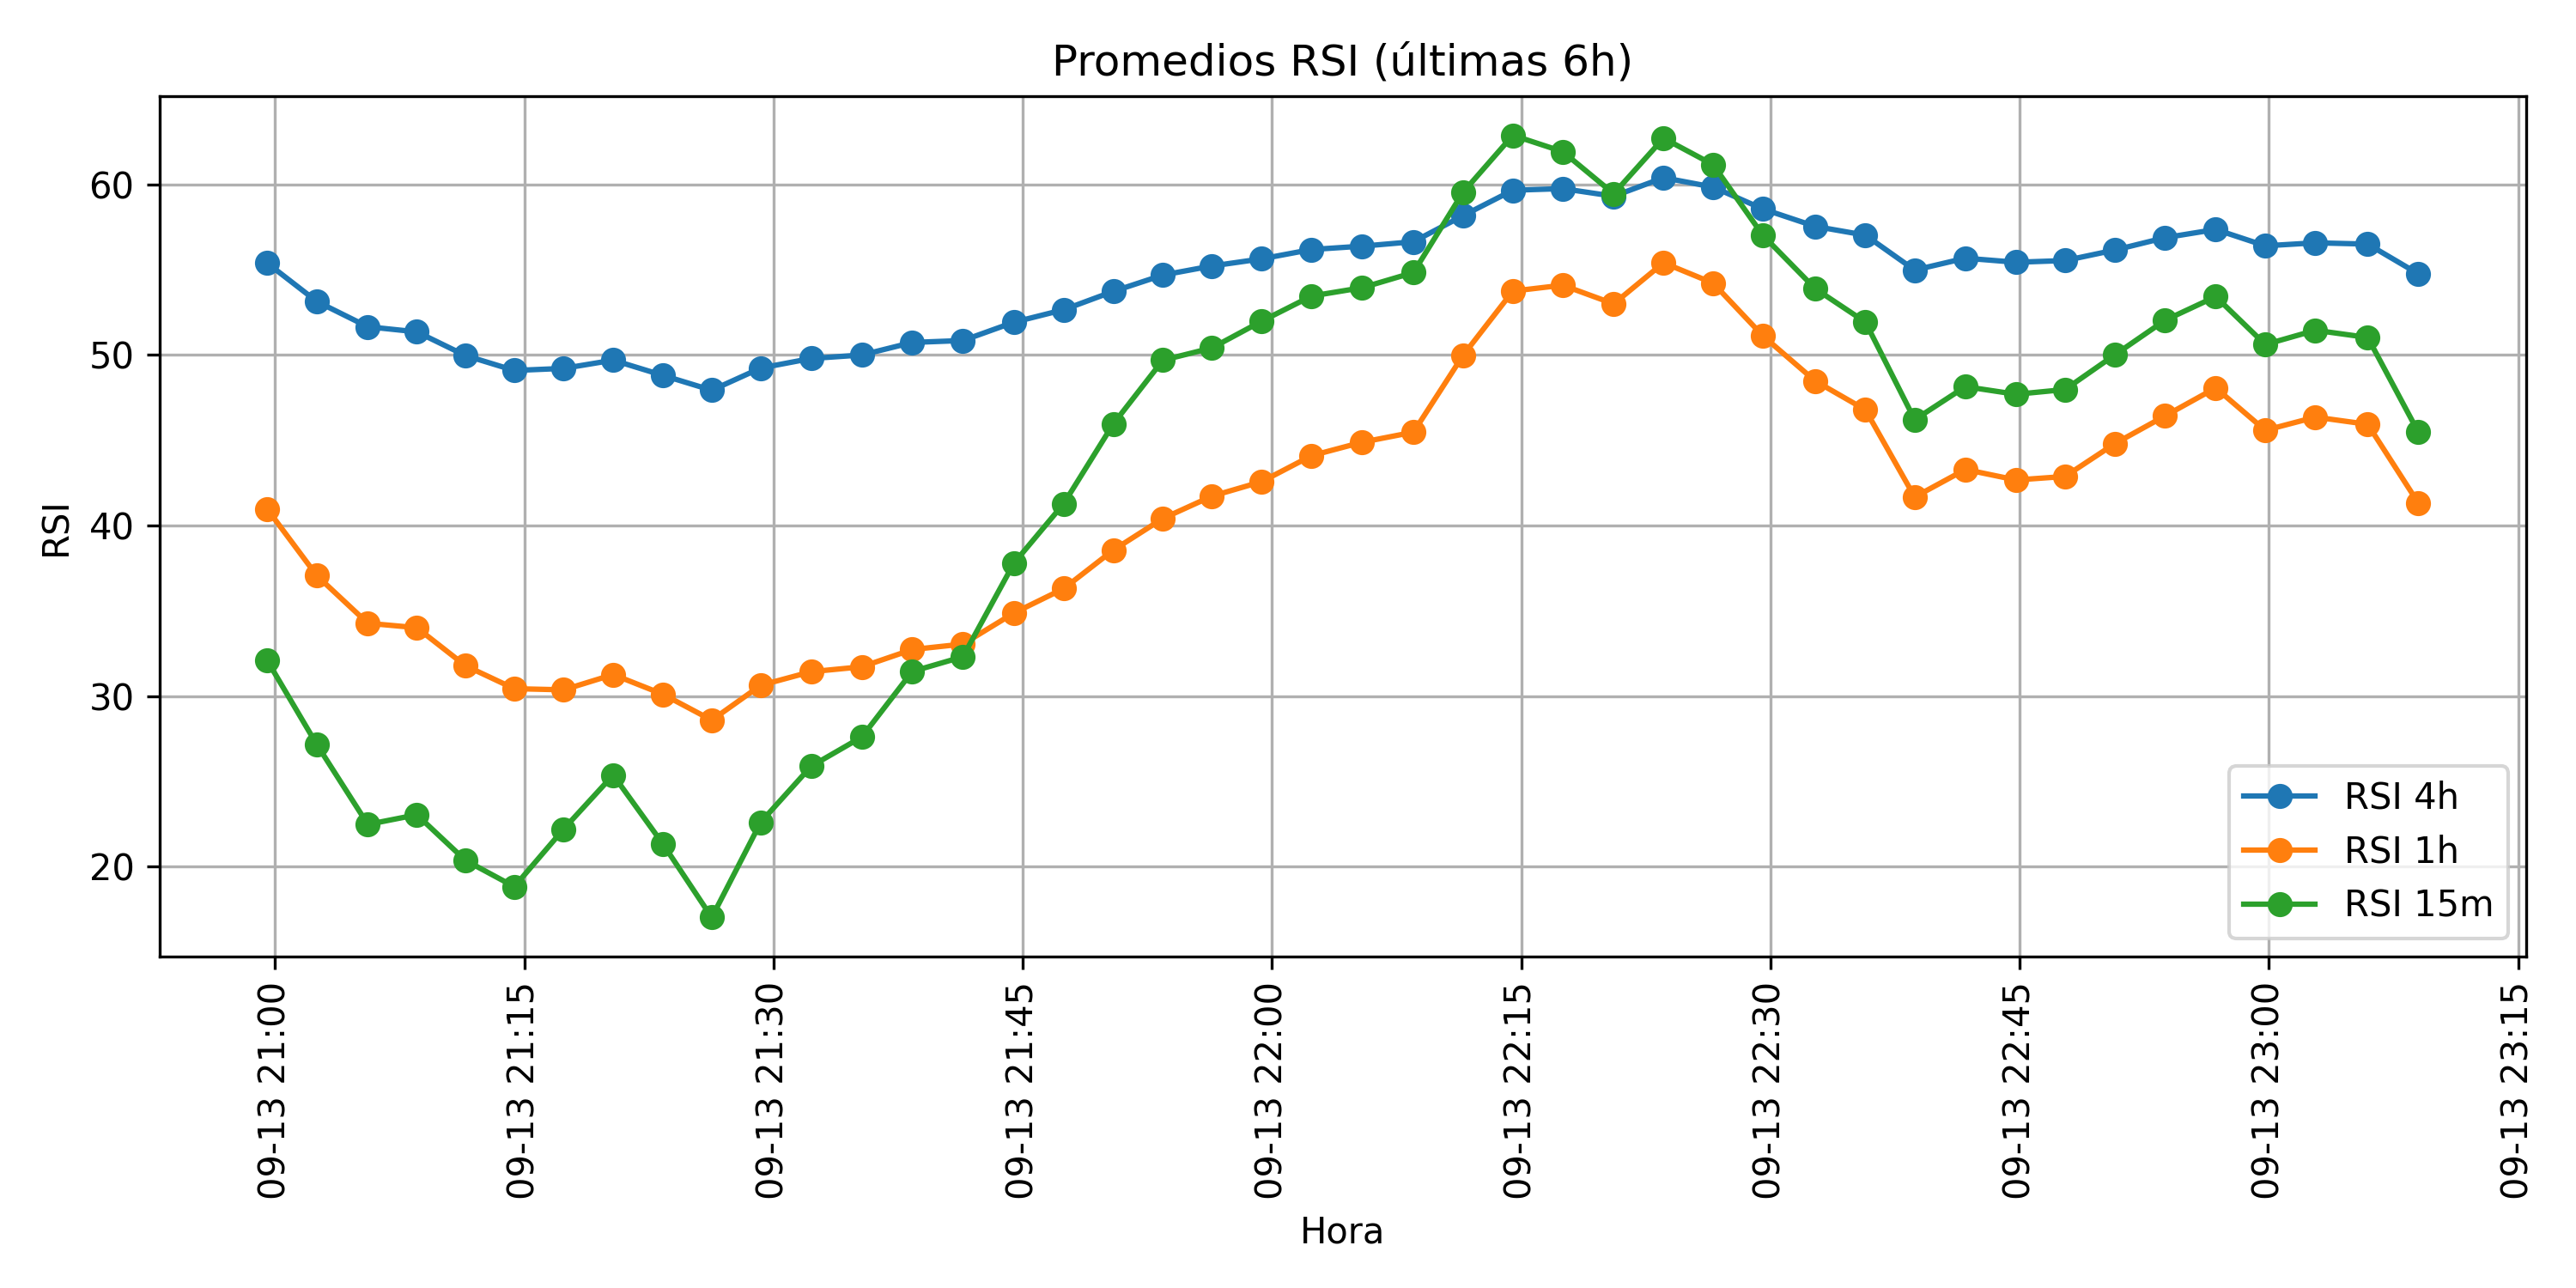 Promedios RSI (últimas 6h)
RSI
60
50
40
30
20
RSI 4h
RSI 1h
RSI 15m
09-13 21:00
09-13 21:15
09-13 21:30
09-13 21:45
09-13 22:00
09-13 22:15
09-13 22:30
09-13 22:45
09-13 23:00
09-13 23:15
Hora